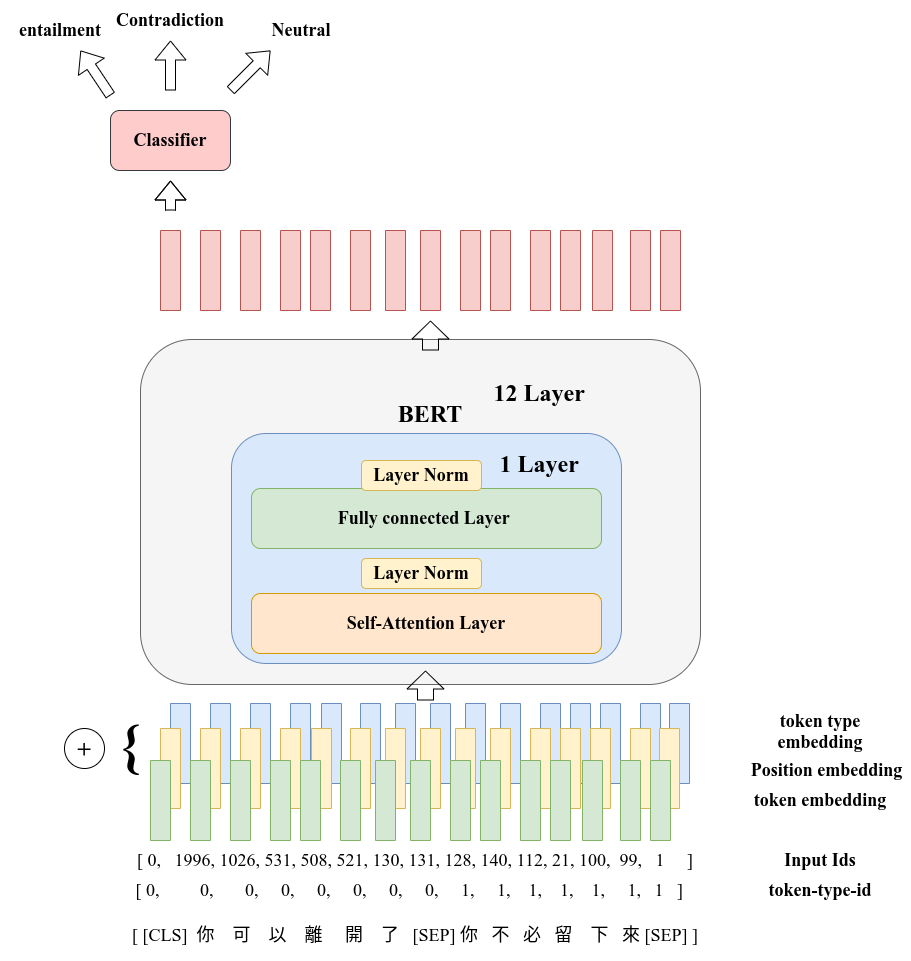 entailment Contradiction Neutral
Classifier
12 Layer
BERT
1 Layer
Layer Norm
Fully connected Layer
Layer Norm
Self-Attention Layer
+ {
token type
embedding
Position embedding
token embedding
[ 0, 1996, 1026, 531, 508, 521, 130, 131, 128, 140, 112, 21, 100, 99, 1 ] Input Ids
[ 0, 0, 0, 0, 0, 0, 0, 0, 1, 1, 1, 1, 1, 1, 1 ] token-type-id
[ [CLS] 你 可 以 離 開 了 [SEP] 你 不 必 留 下 來 [SEP] ]